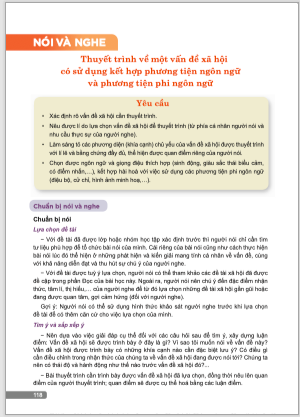 NÓI VÀ NGHE
Thuyết trình về một vấn đề xã hội
có sử dụng kết hợp phương tiện ngôn ngữ
và phương tiện phi ngôn ngữ
Yêu cầu
• Xác định rõ vấn đề xã hội cần thuyết trình.
• Nêu được lí do lựa chọn vấn đề xã hội để thuyết trình (từ phía cá nhân người nói và
nhu cầu thực sự của người nghe).
• Làm sáng tỏ các phương diện (khía cạnh) chủ yếu của vấn đề xã hội được thuyết trình
với lí lẽ và bằng chứng đầy đủ, thể hiện được quan điểm riêng của người nói.
• Chọn được ngôn ngữ và giọng điệu thích hợp (sinh động, giàu sắc thái biểu cảm,
có điểm nhấn,…), kết hợp hài hoà với việc sử dụng các phương tiện phi ngôn ngữ
(điệu bộ, cử chỉ, hình ảnh minh hoạ,…).
Chuẩn bị nói và nghe
Chuẩn bị nói
Lựa chọn đề tài
– Với đề tài đã được lớp hoặc nhóm học tập xác định trước thì người nói chỉ cần tìm
tư liệu phù hợp để tổ chức bài nói của mình. Cái riêng của bài nói cũng như cách thực hiện
bài nói lúc đó thể hiện ở những phát hiện và kiến giải mang tính cá nhân về vấn đề, cùng
với khả năng diễn đạt và thu hút sự chú ý của người nghe.
– Với đề tài được tuỳ ý lựa chọn, người nói có thể tham khảo các đề tài xã hội đã được
đề cập trong phần Đọc của bài học này. Ngoài ra, người nói nên chú ý đến đặc điểm nhận
thức, tâm lí, thị hiếu,… của người nghe để từ đó lựa chọn những đề tài xã hội gần gũi hoặc
đang được quan tâm, gợi cảm hứng (đối với người nghe).
Gợi ý: Người nói có thể sử dụng hình thức khảo sát người nghe trước khi lựa chọn
đề tài để có thêm căn cứ cho việc lựa chọn của mình.
Tìm ý và sắp xếp ý
– Nên dựa vào việc giải đáp cụ thể đối với các câu hỏi sau để tìm ý, xây dựng luận
điểm: Vấn đề xã hội sẽ được trình bày ở đây là gì? Vì sao tôi muốn nói về vấn đề này?
Vấn đề xã hội được trình bày có những khía cạnh nào cần đặc biệt lưu ý? Có điều gì
cần điều chỉnh trong nhận thức của chúng ta về vấn đề xã hội đang được nói tới? Chúng ta
nên có thái độ và hành động như thế nào trước vấn đề xã hội đó?…
– Bài thuyết trình cần trình bày được vấn đề xã hội đã lựa chọn, đồng thời nêu lên quan
điểm của người thuyết trình; quan điểm sẽ được cụ thể hoá bằng các luận điểm.
118